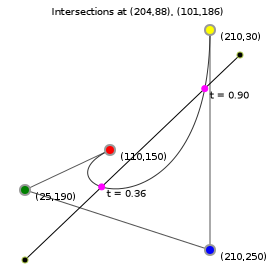 Intersections at (204,88), (101,186)
(210,30)
t = 0.90
(110,150)
t = 0.36
(25,190)
(210,250)